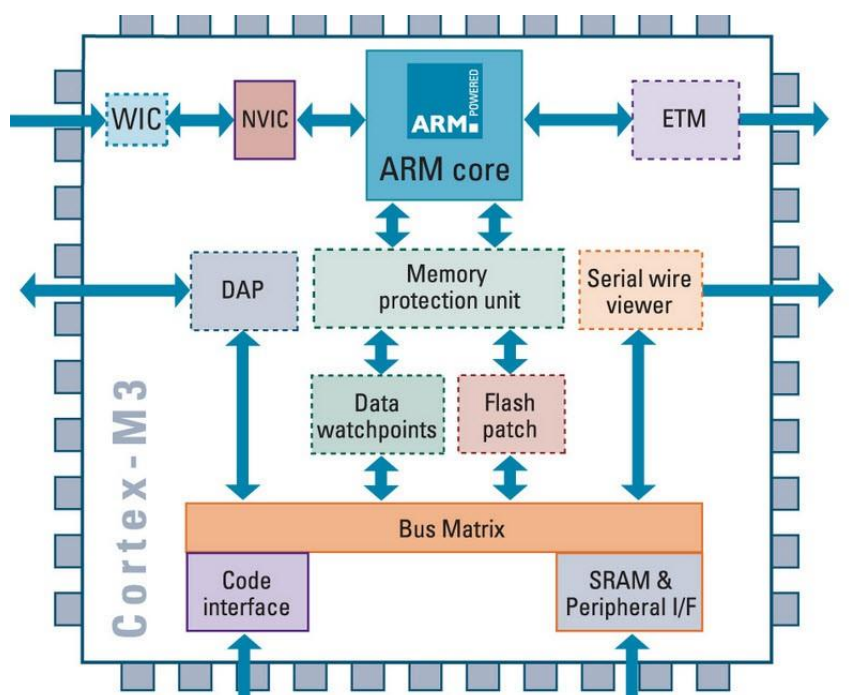 WIC
NVIC
POWERED
ARM
ARM core
ETM
DAP
Memory
protection unit
Serial wire
viewer
Data
watchpoints
Flash
patch
Cortex-M3
Bus Matrix
Code
interface
SRAM &
Peripheral I/F